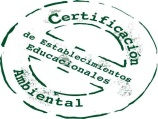 Certificación
de Establecimientos
Educacionales
Ambiental